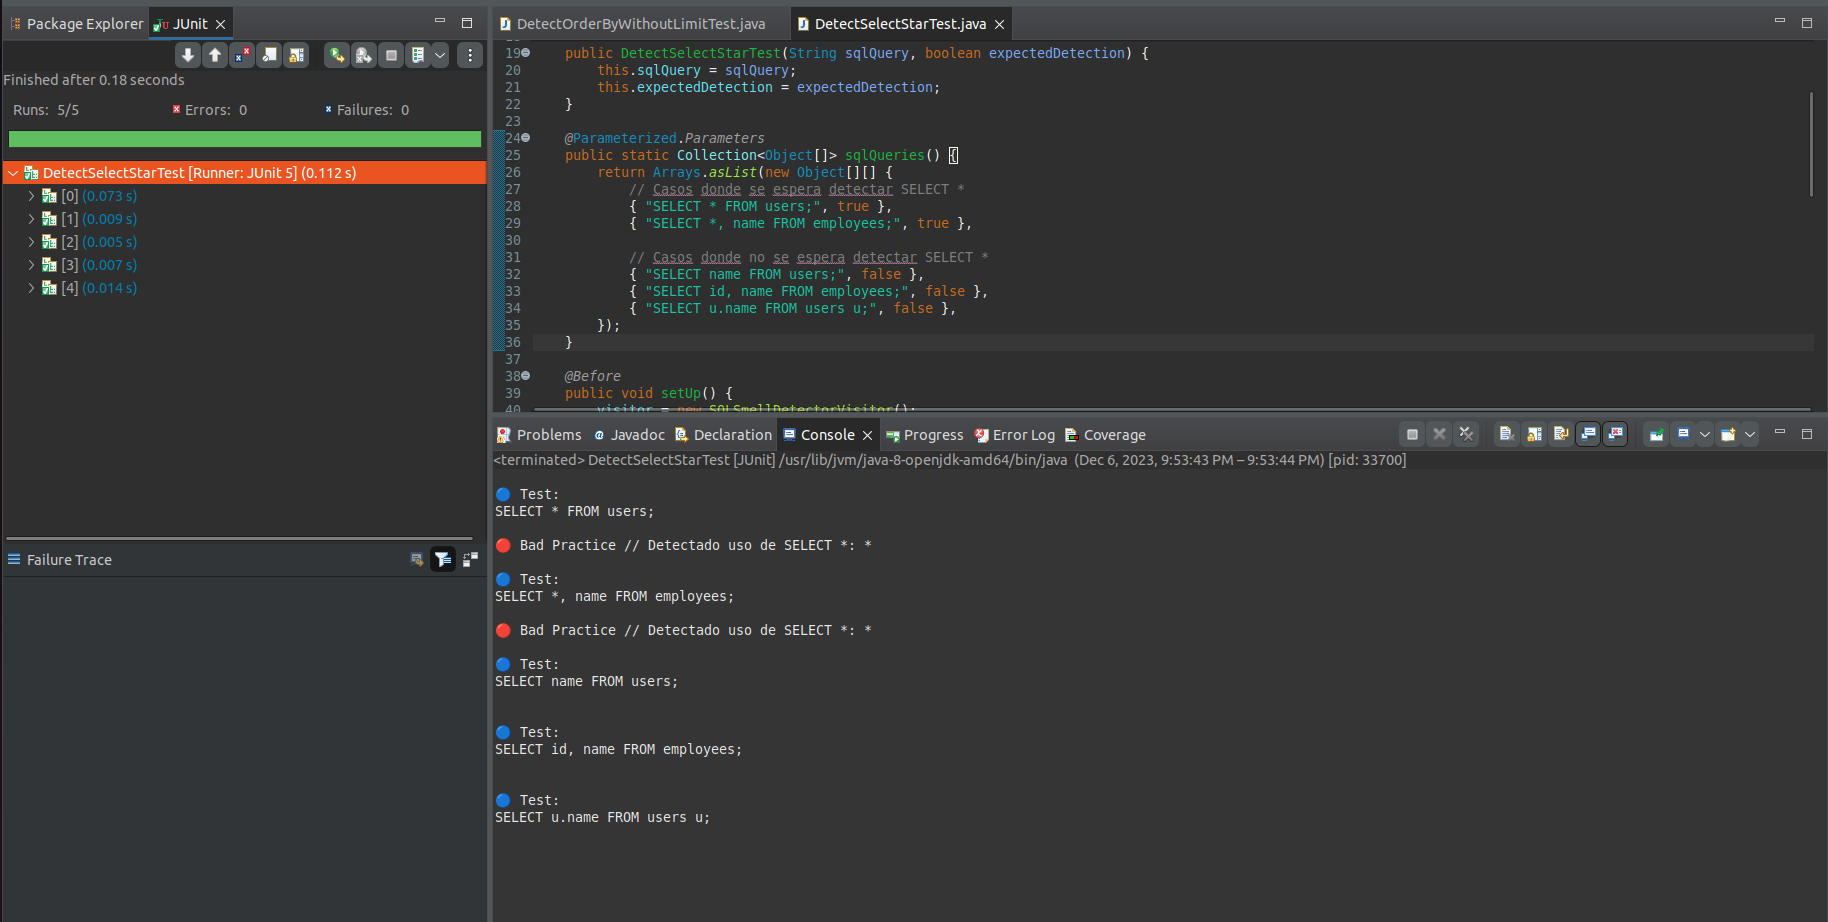 Package Explorer
JUnit
Finished after 0.18 seconds
Runs: 5/5
Errors: 0
Failures: 0
DetectSelectStarTest [Runner: JUnit 5] (0.112 s)
[0] (0.073 s)
[1] (0.009 s)
[2] (0.005 s)
[3] (0.007 s)
[4] (0.014 s)
Failure Trace
DetectOrderByWithoutLimitTest.java
DetectSelectStarTest.java
19 public DetectSelectStarTest(String sqlQuery, boolean expectedDetection) {
20 this.sqlQuery = sqlQuery;
21 this.expectedDetection = expectedDetection;
22 }
23
24 @Parameterized.Parameters
25 public static Collection<Object[]> sqlQueries() {
26 return Arrays.asList(new Object[][] {
27 // Casos donde se espera detectar SELECT *
28 { "SELECT * FROM users;", true },
29 { "SELECT *, name FROM employees;", true },
30
31 // Casos donde no se espera detectar SELECT *
32 { "SELECT name FROM users;", false },
33 { "SELECT id, name FROM employees;", false },
34 { "SELECT u.name FROM users u;", false },
35 });
36 }
37
38 @Before
39 public void setUp() {
40 visitor = new SQLSmellDetectorVisitor();
Problems
Javadoc
Declaration
Console
Progress
Error Log
Coverage
<terminated> DetectSelectStarTest [JUnit] /usr/lib/jvm/java-8-openjdk-amd64/bin/java (Dec 6, 2023, 9:53:43 PM – 9:53:44 PM) [pid: 33700]
🔵 Test:
SELECT * FROM users;
🔴 Bad Practice // Detectado uso de SELECT *: *
🔵 Test:
SELECT *, name FROM employees;
🔴 Bad Practice // Detectado uso de SELECT *: *
🔵 Test:
SELECT name FROM users;
🔵 Test:
SELECT id, name FROM employees;
🔵 Test:
SELECT u.name FROM users u;